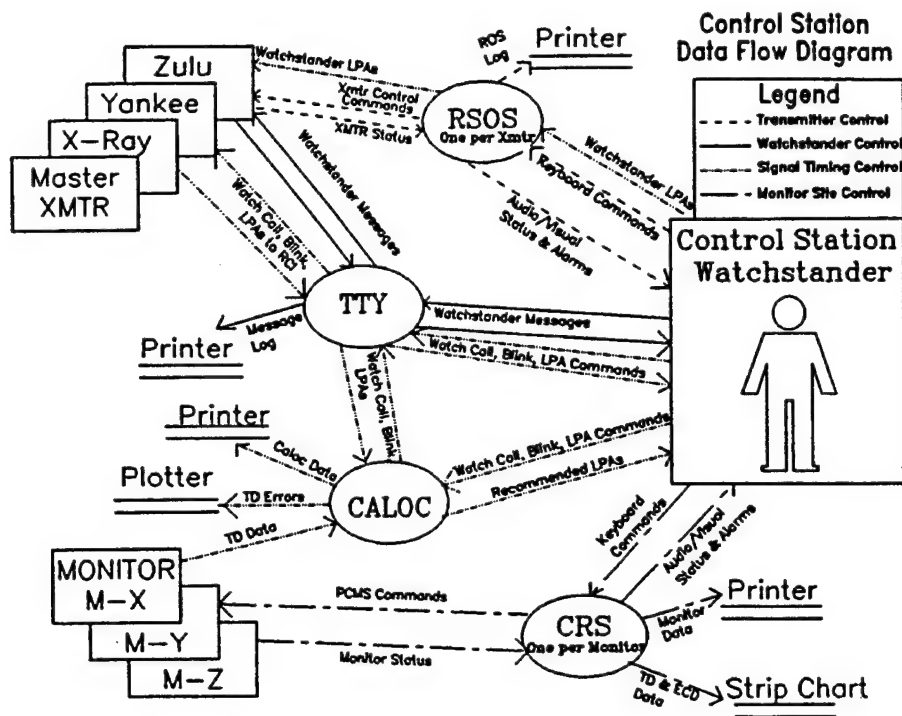 Control Station
Data Flow Diagram
Legend
Transmitter Control
Watchstander Control
Signal Timing Control
Monitor Site Control
Zulu
Yankee
X-Ray
Master
XMTR
Watchstander LPAs
Xmtr Control
Commands
XMTR Status
ROS
Log
Printer
RSOS
One per Xmtr
Watchstander LPAs
Keyboard Commands
Audio/Visual
Status & Alarms
Watchstander Messages
Watch Call, Blink,
LPAs to RCI
Control Station
Watchstander
TTY
Message
Log
Printer
Watchstander Messages
Watch Call, Blink, LPA Commands
Watch Call, Blink
LPAs
Printer
Caloc Data
Plotter
TD Errors
TD Data
CALOC
Watch Call, Blink, LPA Commands
Recommended LPAs
Keyboard
Commands
Audio/Visual
Status & Alarms
MONITOR
M-X
M-Y
M-Z
PCMS Commands
Monitor Status
CRS
One per Monitor
Monitor
Data
Printer
TD & ECD
Data
Strip Chart